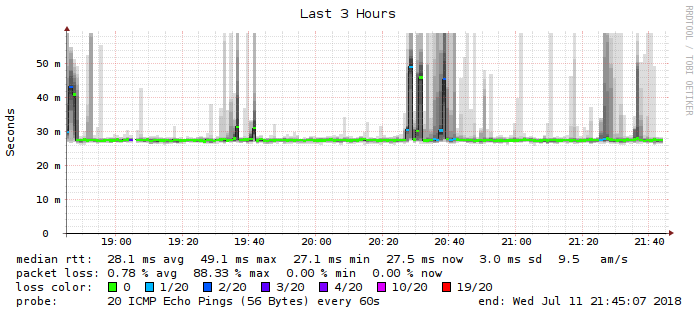 Last 3 Hours
RRDTOOL / TOBI OETIKER
Seconds
50 m
40 m
30 m
20 m
10 m
0
19:00 19:20 19:40 20:00 20:20 20:40 21:00 21:20 21:40
median rtt: 28.1 ms avg 49.1 ms max 27.1 ms min 27.5 ms now 3.0 ms sd 9.5 am/s
packet loss: 0.78 % avg 88.33 % max 0.00 % min 0.00 % now
loss color: 0 1/20 2/20 3/20 4/20 10/20 19/20
probe: 20 ICMP Echo Pings (56 Bytes) every 60s end: Wed Jul 11 21:45:07 2018